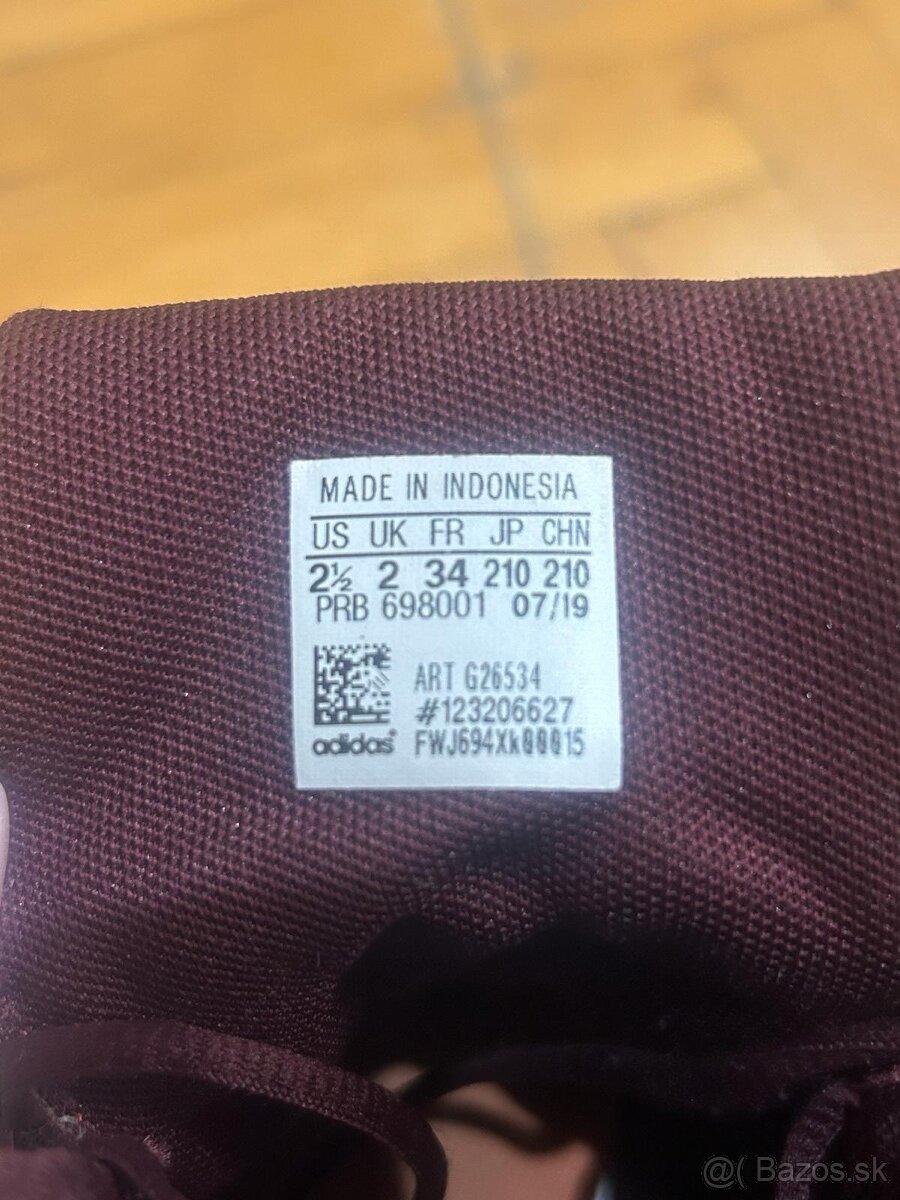 MADE IN INDONESIA
US UK FR JP CHN
2½ 2 34 210 210
PRB 698001 07/19
ART G26534
#123206627
adidas® FWJ694Xk00015
@( Bazos.sk